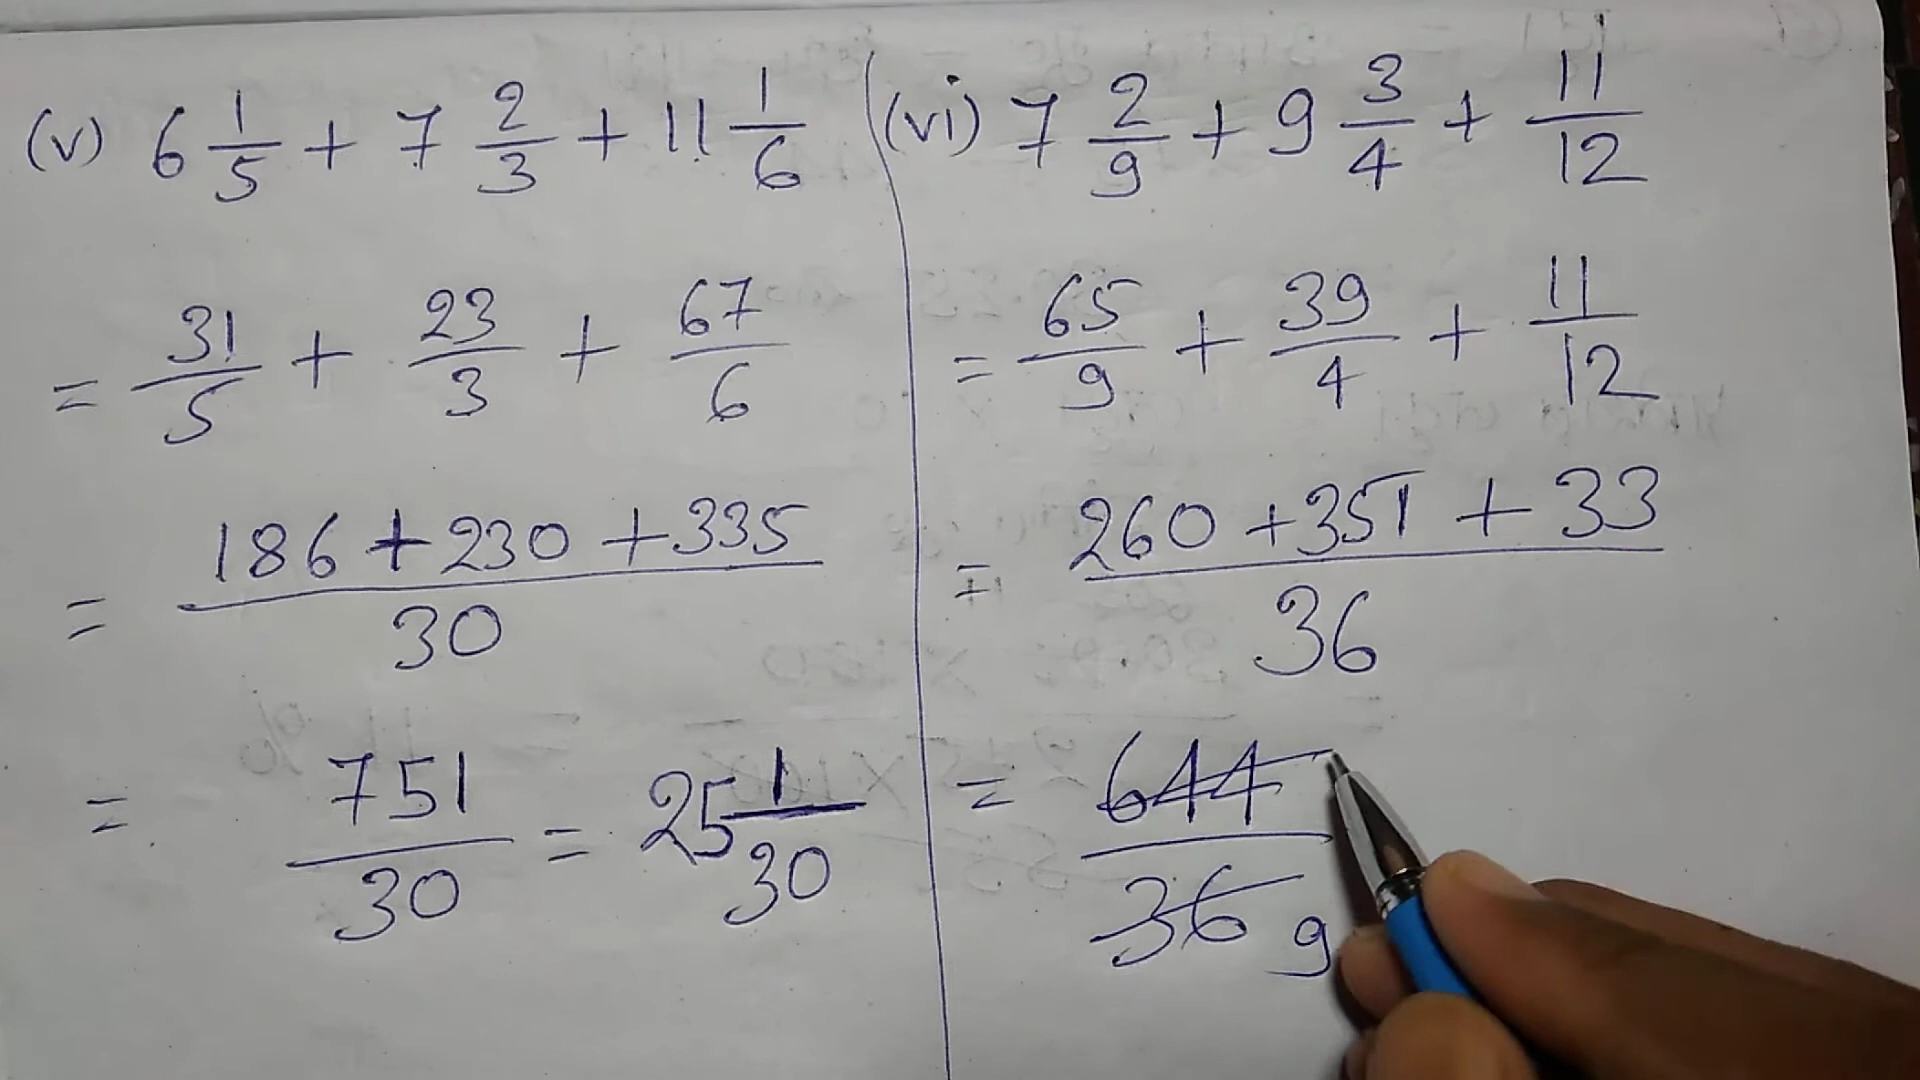 (v) 6 1/5 + 7 2/3 + 11 1/6
= 31/5 + 23/3 + 67/6
= 186 + 230 + 335 / 30
= 751/30 = 25 1/30
(vi) 7 2/9 + 9 3/4 + 11/12
= 65/9 + 39/4 + 11/12
= 260 + 351 + 33 / 36
= 644/36 9